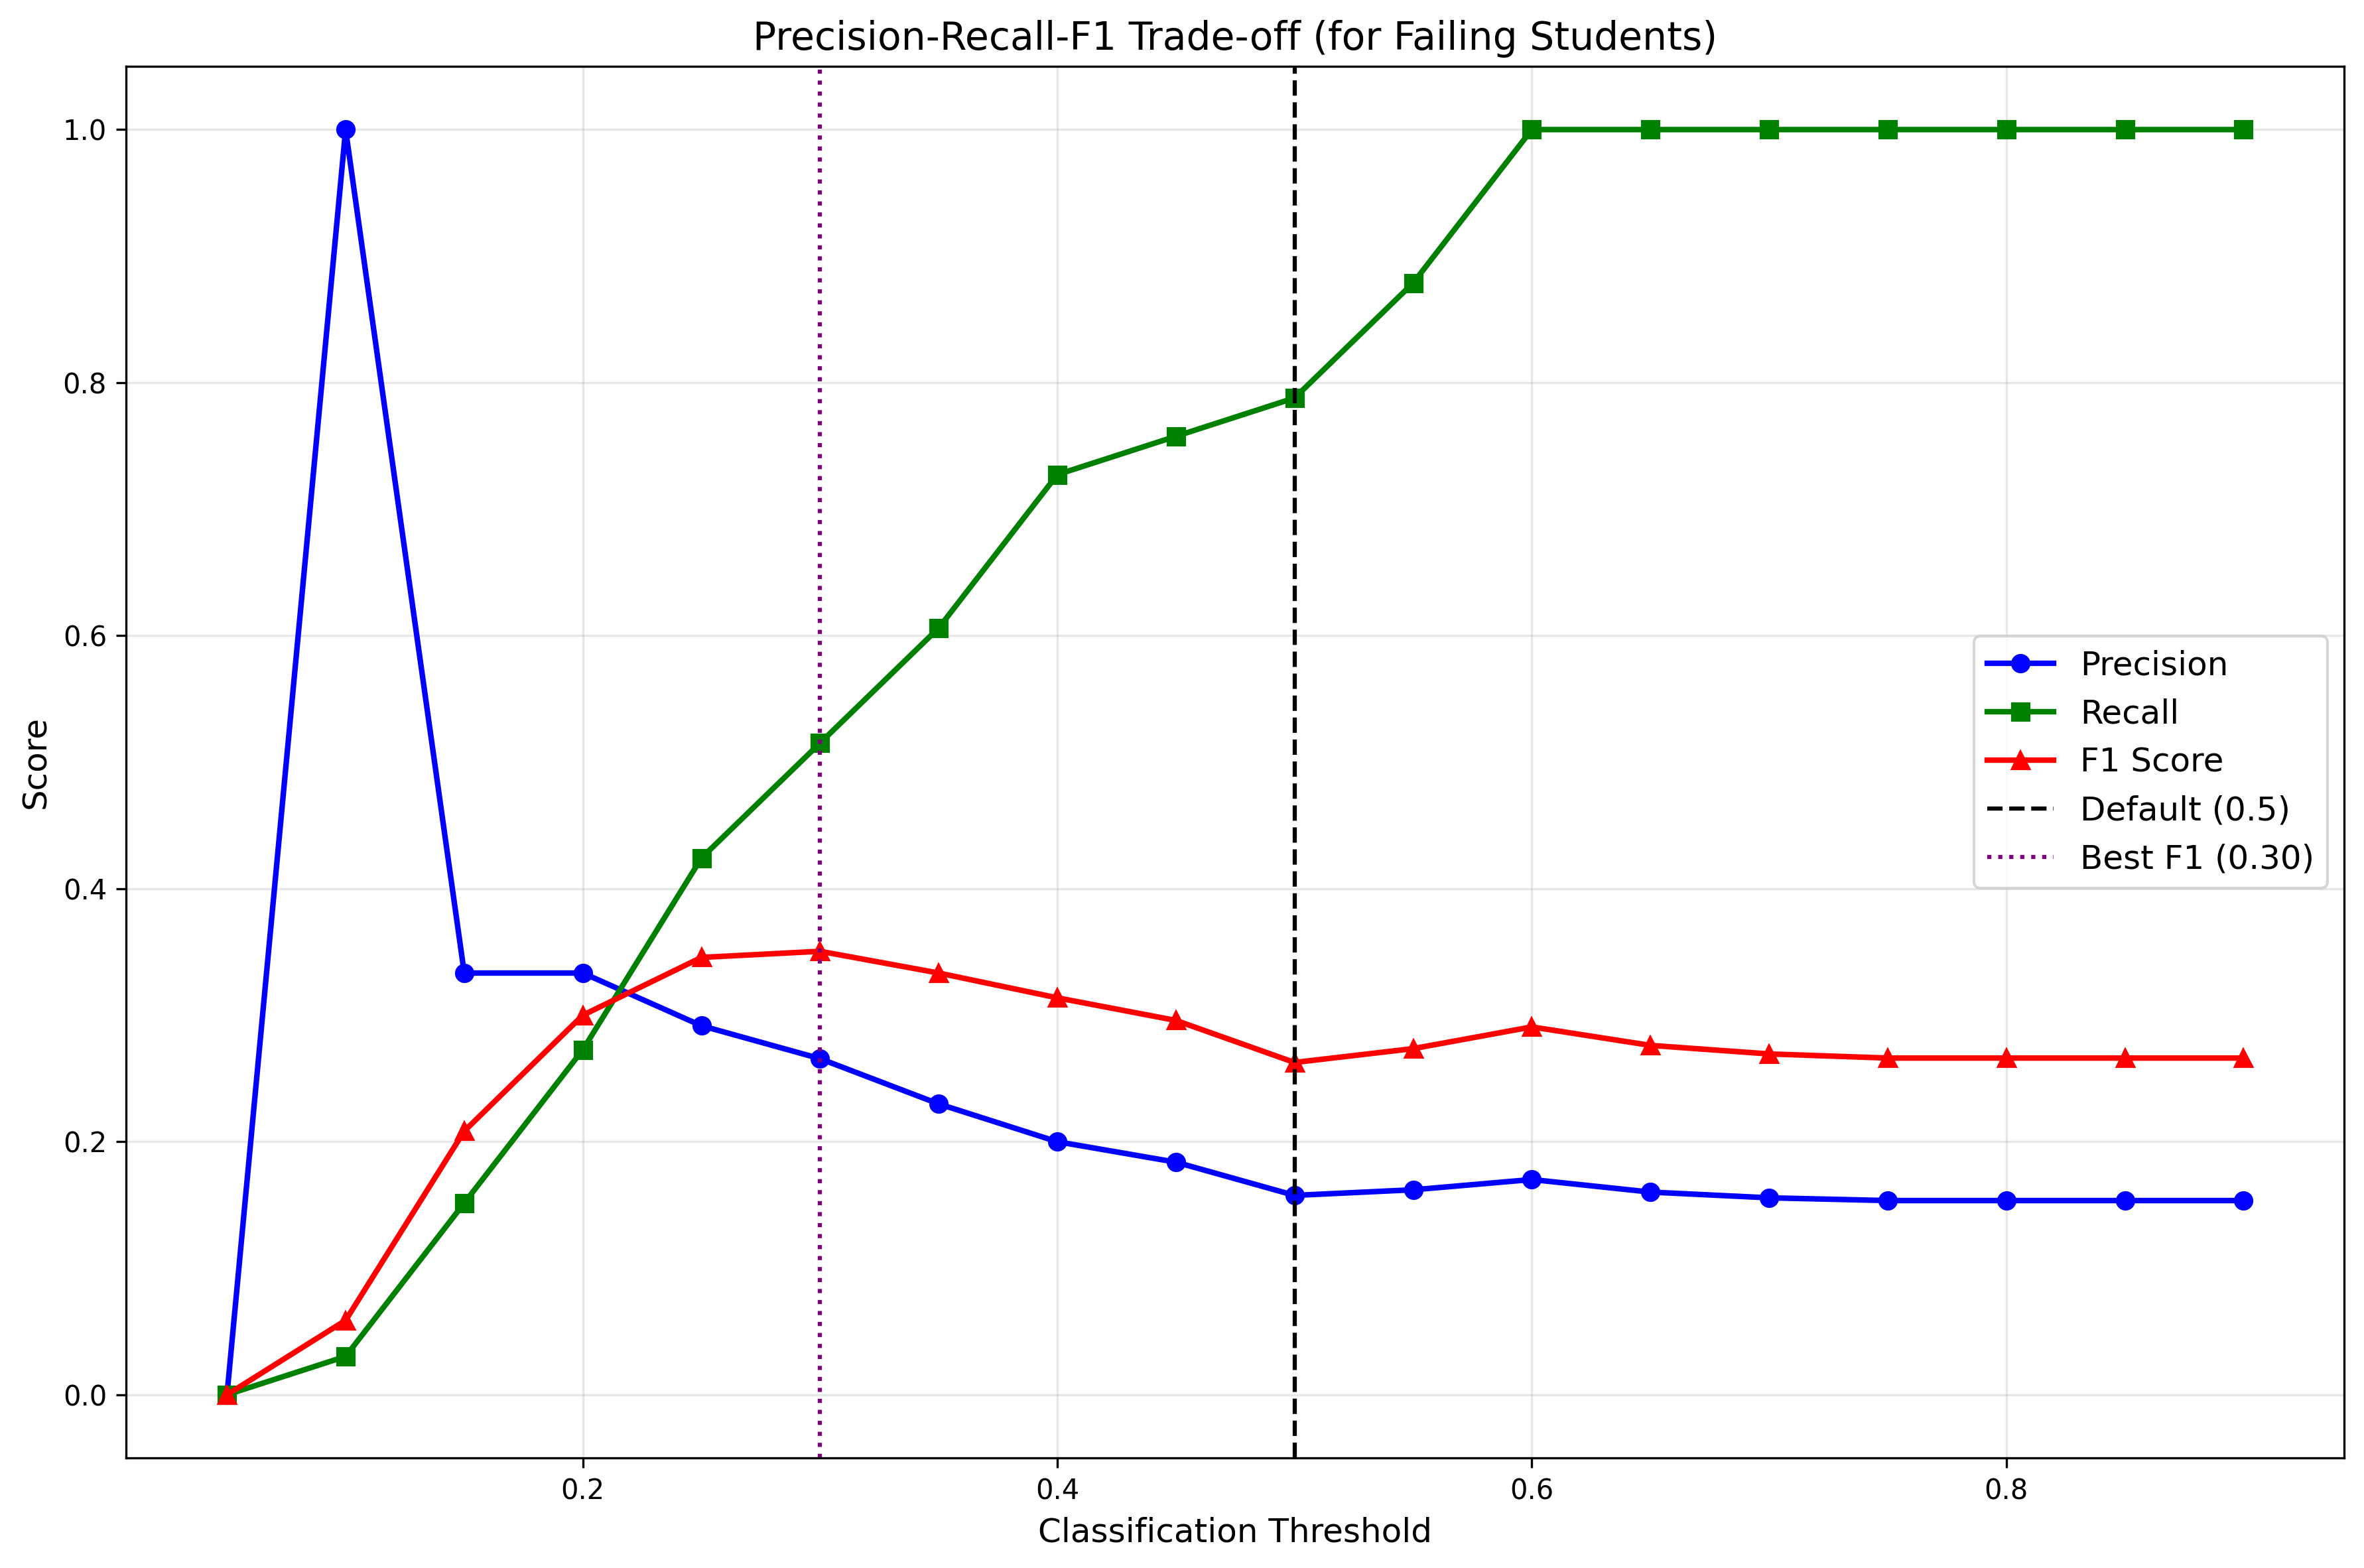 Precision-Recall-F1 Trade-off (for Failing Students)
1.0
0.8
0.6
0.4
0.2
0.0
Score
Precision
Recall
F1 Score
Default (0.5)
Best F1 (0.30)
0.2
0.4
0.6
0.8
Classification Threshold